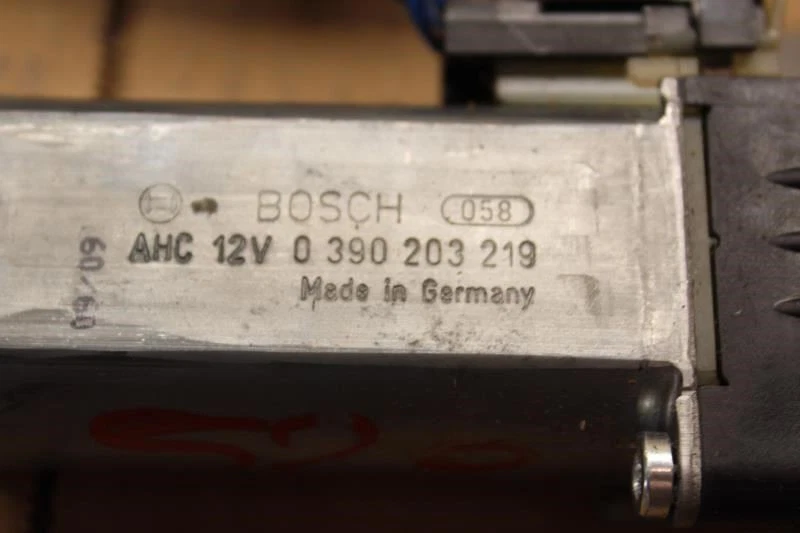 BOSCH 058
AHC 12V 0 390 203 219
Made in Germany
09/09